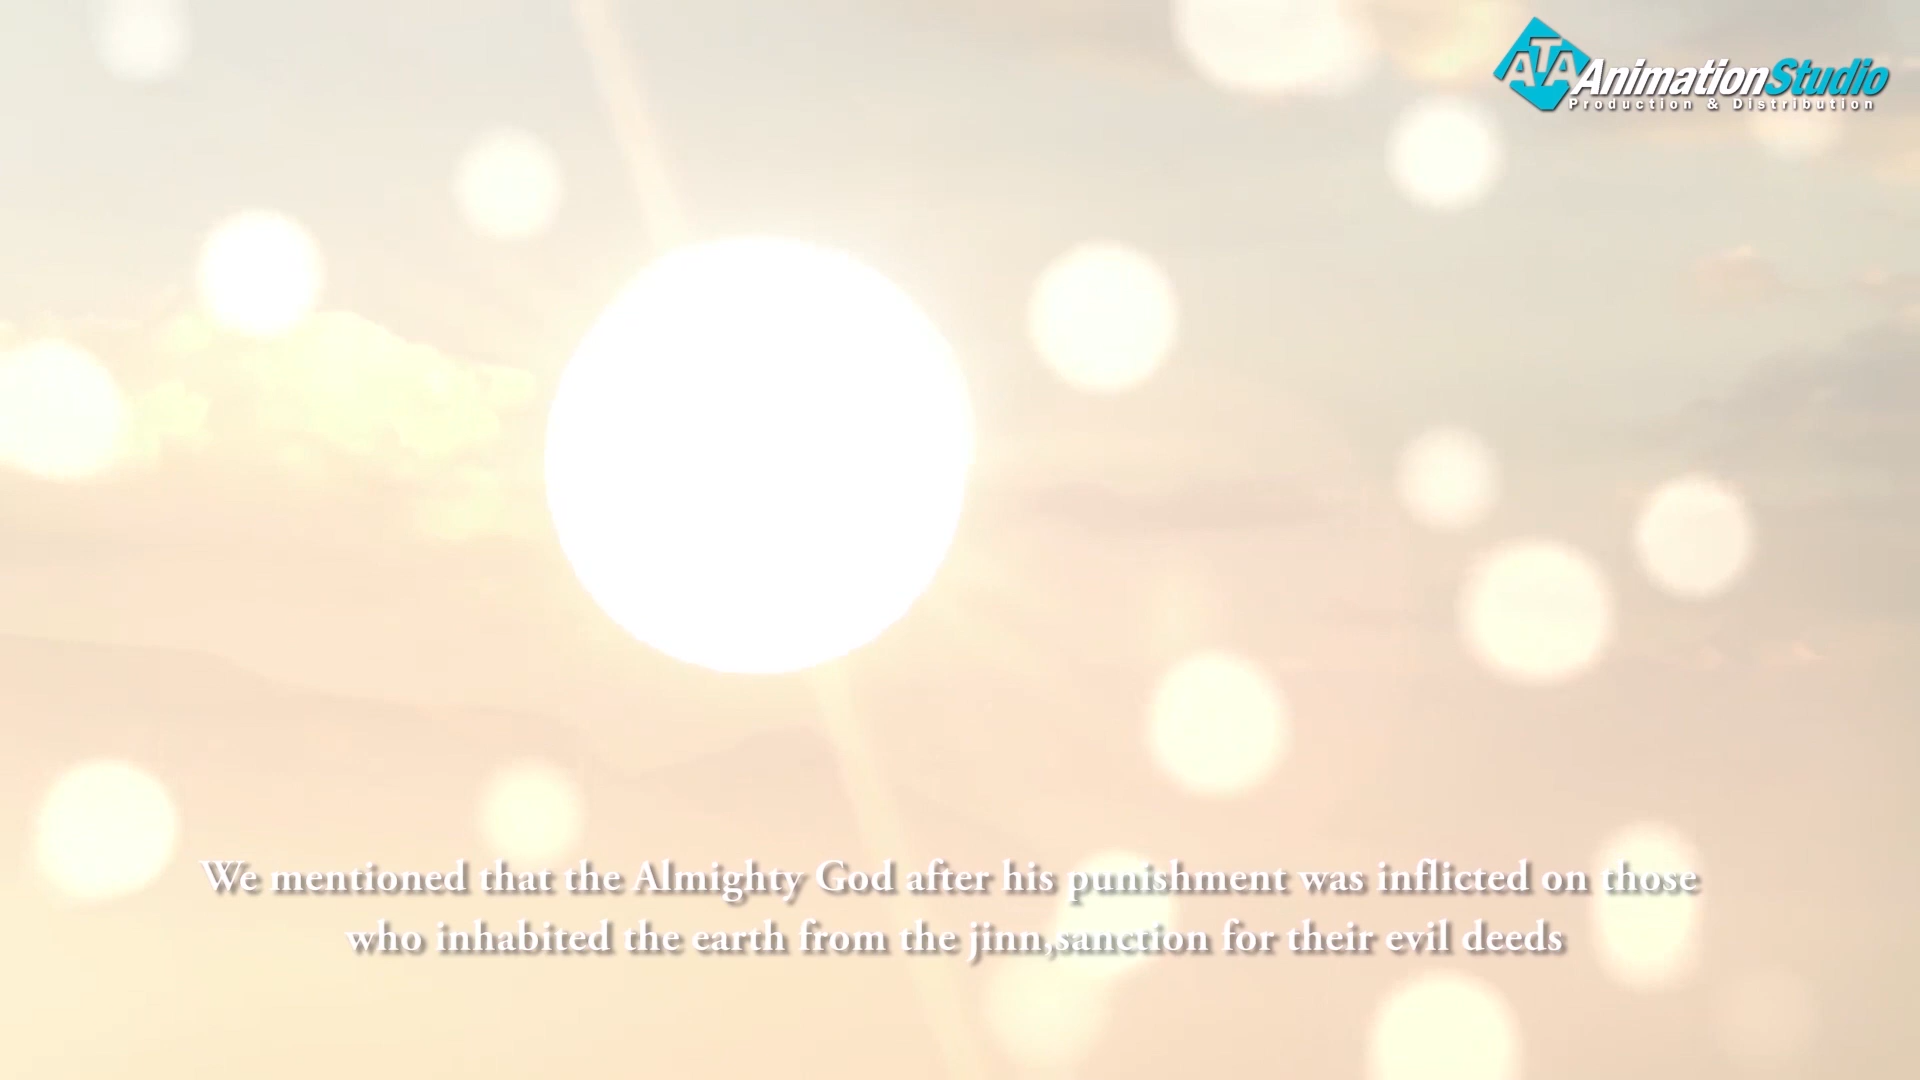 ATA AnimationStudio
Production & Distribution
We mentioned that the Almighty God after his punishment was inflicted on those
who inhabited the earth from the jinn,sanction for their evil deeds